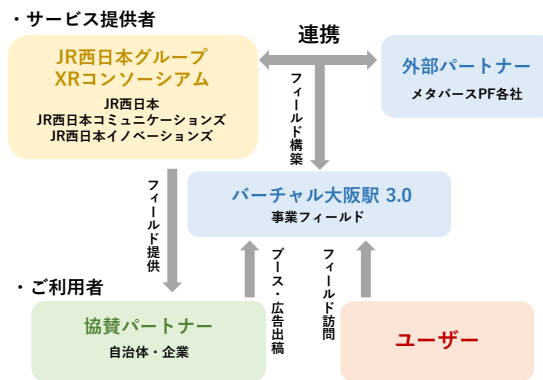 ・サービス提供者
JR西日本グループ
XRコンソーシアム
JR西日本
JR西日本コミュニケーションズ
JR西日本イノベーションズ
連携
外部パートナー
メタバースPF各社
フィールド構築
バーチャル大阪駅 3.0
事業フィールド
フィールド提供
ブース・広告出稿
フィールド訪問
・ご利用者
協賛パートナー
自治体・企業
ユーザー